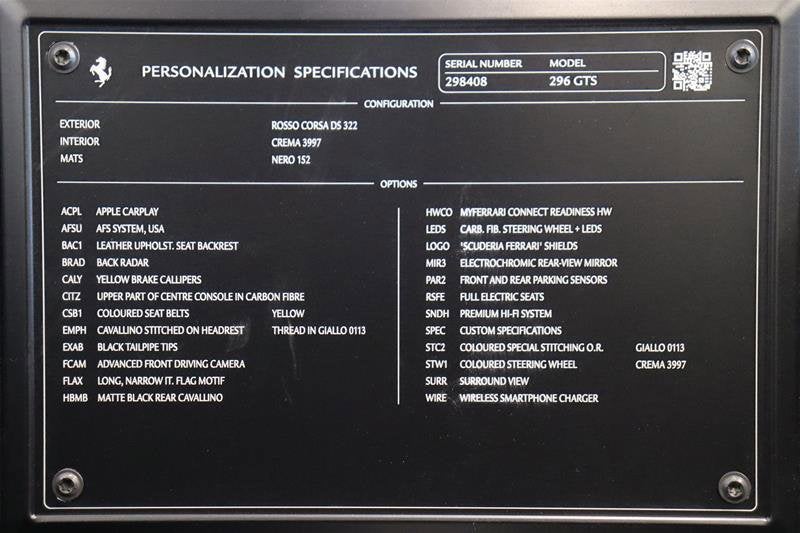 PERSONALIZATION SPECIFICATIONS
SERIAL NUMBER MODEL
298408 296 GTS
CONFIGURATION
EXTERIOR ROSSO CORSA DS 322
INTERIOR CREMA 3997
MATS NERO 152
OPTIONS
ACPL APPLE CARPLAY
AFSU AFS SYSTEM, USA
BAC1 LEATHER UPHOLST. SEAT BACKREST
BRAD BACK RADAR
CALY YELLOW BRAKE CALLIPERS
CITZ UPPER PART OF CENTRE CONSOLE IN CARBON FIBRE
CSB1 COLOURED SEAT BELTS YELLOW
EMPH CAVALLINO STITCHED ON HEADREST THREAD IN GIALLO 0113
EXAB BLACK TAILPIPE TIPS
FCAM ADVANCED FRONT DRIVING CAMERA
FLAX LONG, NARROW IT. FLAG MOTIF
HBMB MATTE BLACK REAR CAVALLINO
HWCO MYFERRARI CONNECT READINESS HW
LEDS CARB. FIB. STEERING WHEEL + LEDS
LOGO 'SCUDERIA FERRARI' SHIELDS
MIR3 ELECTROCHROMIC REAR-VIEW MIRROR
PAR2 FRONT AND REAR PARKING SENSORS
RSFE FULL ELECTRIC SEATS
SNDH PREMIUM HI-FI SYSTEM
SPEC CUSTOM SPECIFICATIONS
STC2 COLOURED SPECIAL STITCHING O.R. GIALLO 0113
STW1 COLOURED STEERING WHEEL CREMA 3997
SURR SURROUND VIEW
WIRE WIRELESS SMARTPHONE CHARGER